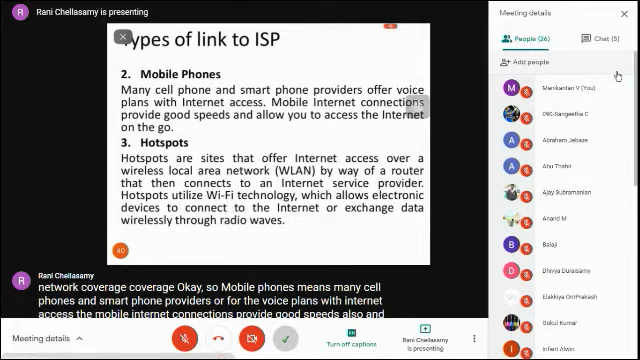 R Rani Chellasamy is presenting
Types of link to ISP
2. Mobile Phones
Many cell phone and smart phone providers offer voice
plans with Internet access. Mobile Internet connections
provide good speeds and allow you to access the Internet
on the go.
3. Hotspots
Hotspots are sites that offer Internet access over a
wireless local area network (WLAN) by way of a router
that then connects to an Internet service provider.
Hotspots utilize Wi-Fi technology, which allows electronic
devices to connect to the Internet or exchange data
wirelessly through radio waves.
40
R Rani Chellasamy
network coverage coverage Okay, so Mobile phones means many cell
phones and smart phone providers or for the voice plans with internet
access the mobile internet connections provide good speeds also and
Meeting details
Turn off captions
Rani Chellasamy
is presenting
Meeting details
People (26)
Chat (5)
Add people
M Manikantan V (You)
090-Sangeetha C
A Abraham Jebaze
A Abu Thahir
Ajay Subramanian
Anand M
B Balaji
D Dhivya Duraisamy
Elakkiya OmPrakash
Gokul Kumar
I Infant Alwin